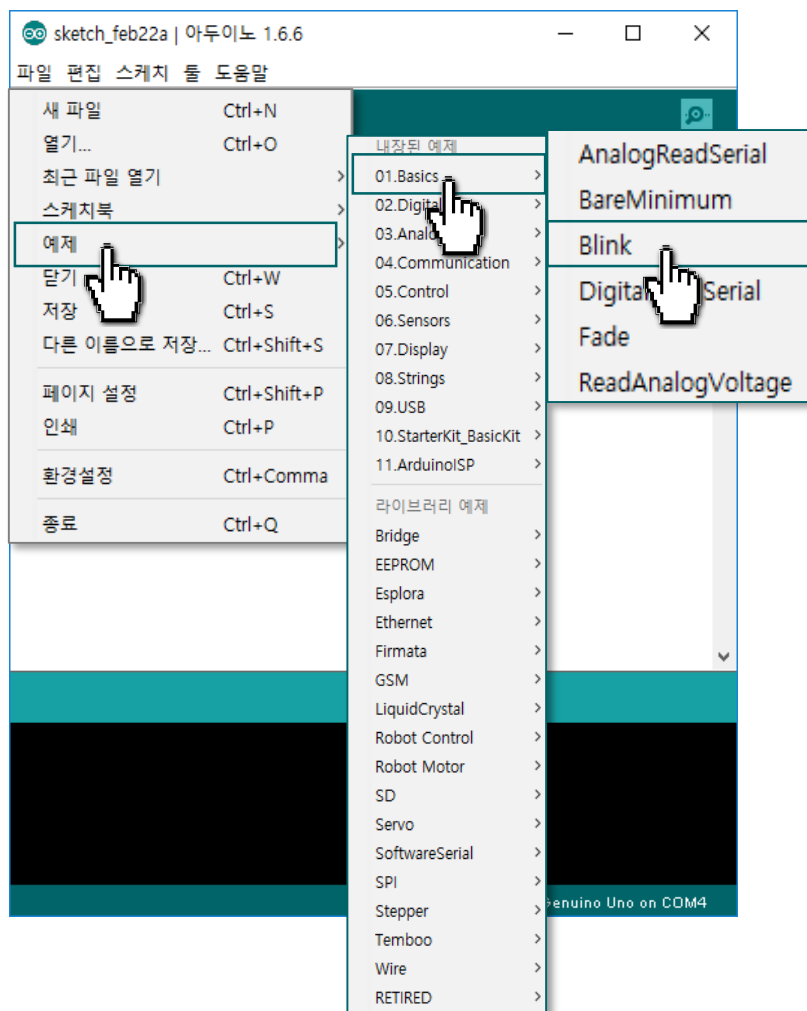 sketch_feb22a | 아두이노 1.6.6
파일 편집 스케치 툴 도움말
새 파일 Ctrl+N
열기... Ctrl+O
최근 파일 열기
스케치북
예제
닫기 Ctrl+W
저장 Ctrl+S
다른 이름으로 저장... Ctrl+Shift+S
페이지 설정 Ctrl+Shift+P
인쇄 Ctrl+P
환경설정 Ctrl+Comma
종료 Ctrl+Q
내장된 예제
01.Basics
02.Digital
03.Analog
04.Communication
05.Control
06.Sensors
07.Display
08.Strings
09.USB
10.StarterKit_BasicKit
11.ArduinoISP
라이브러리 예제
Bridge
EEPROM
Esplora
Ethernet
Firmata
GSM
LiquidCrystal
Robot Control
Robot Motor
SD
Servo
SoftwareSerial
SPI
Stepper
Temboo
Wire
RETIRED
AnalogReadSerial
BareMinimum
Blink
DigitalReadSerial
Fade
ReadAnalogVoltage
Genuino Uno on COM4